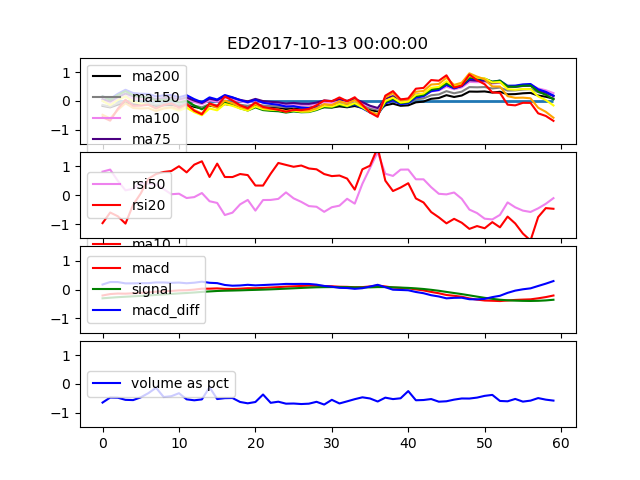 ED2017-10-13 00:00:00
1
0
−1
ma200
ma150
ma100
ma75
ma10
1
0
−1
rsi50
rsi20
1
0
−1
macd
signal
macd_diff
1
0
−1
volume as pct
0 10 20 30 40 50 60